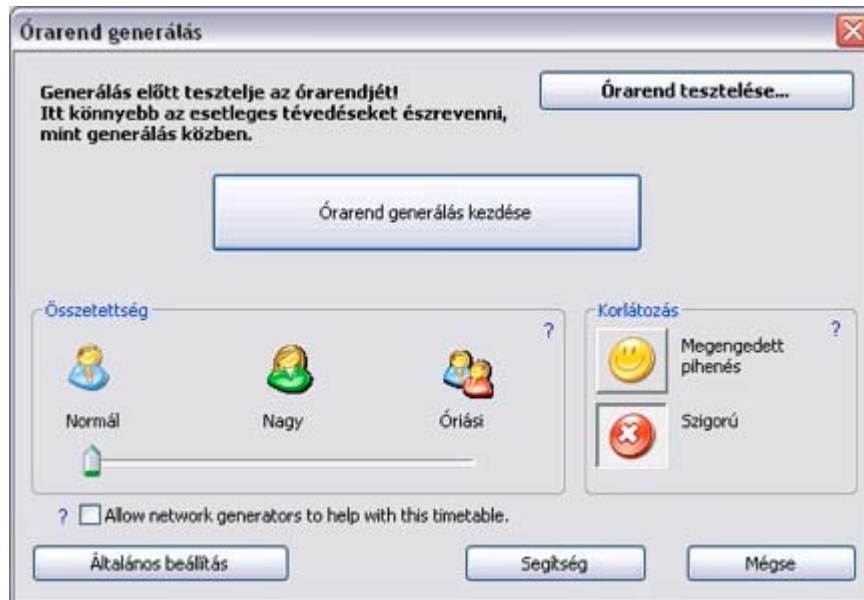 Órarend generálás
Generálás előtt tesztelje az órarendjét!
Itt könnyebb az esetleges tévedéseket észrevenni,
mint generálás közben.
Órarend tesztelése...
Órarend generálás kezdése
Összetettség
?
Normál
Nagy
Óriási
Korlátozás
?
Megengedett
pihenés
Szigorú
? Allow network generators to help with this timetable.
Általános beállítás
Segítség
Mégse